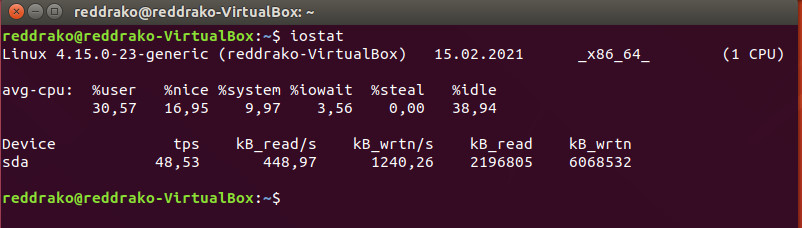 reddrako@reddrako-VirtualBox: ~
reddrako@reddrako-VirtualBox:~$ iostat
Linux 4.15.0-23-generic (reddrako-VirtualBox) 15.02.2021 _x86_64_ (1 CPU)
avg-cpu: %user %nice %system %iowait %steal %idle
30,57 16,95 9,97 3,56 0,00 38,94
Device tps kB_read/s kB_wrtn/s kB_read kB_wrtn
sda 48,53 448,97 1240,26 2196805 6068532
reddrako@reddrako-VirtualBox:~$